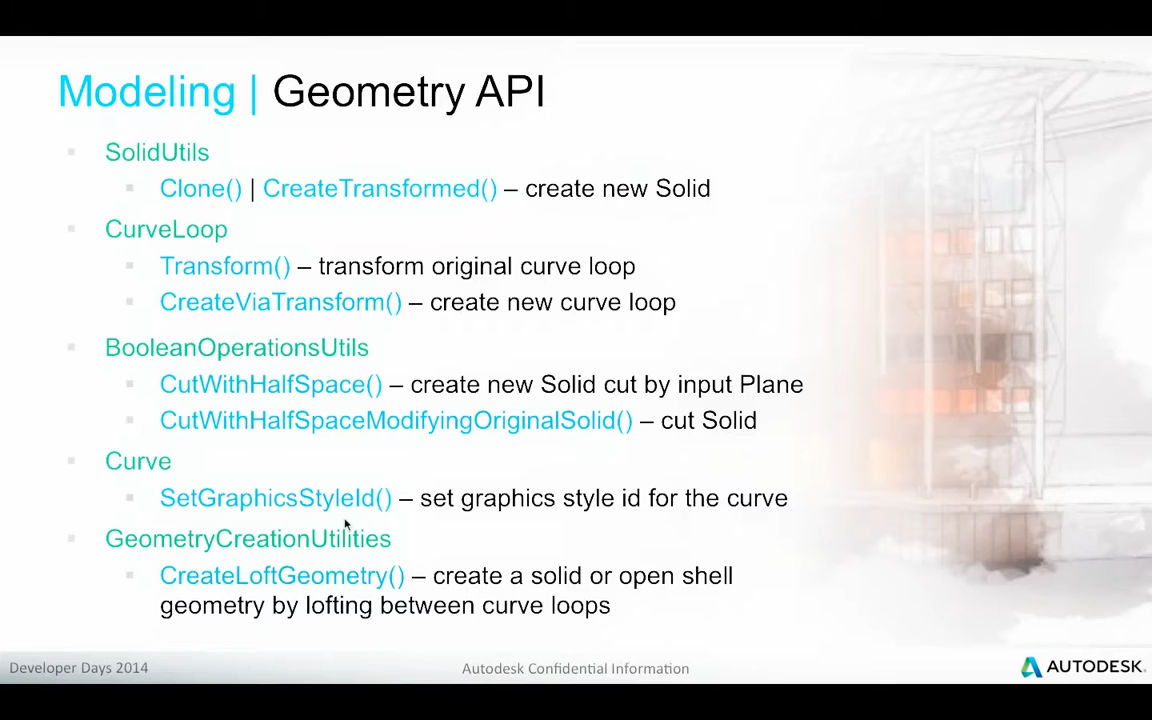 Modeling | Geometry API
SolidUtils
Clone() | CreateTransformed() – create new Solid
CurveLoop
Transform() – transform original curve loop
CreateViaTransform() – create new curve loop
BooleanOperationsUtils
CutWithHalfSpace() – create new Solid cut by input Plane
CutWithHalfSpaceModifyingOriginalSolid() – cut Solid
Curve
SetGraphicsStyleId() – set graphics style id for the curve
GeometryCreationUtilities
CreateLoftGeometry() – create a solid or open shell
geometry by lofting between curve loops
Developer Days 2014
Autodesk Confidential Information
AUTODESK.